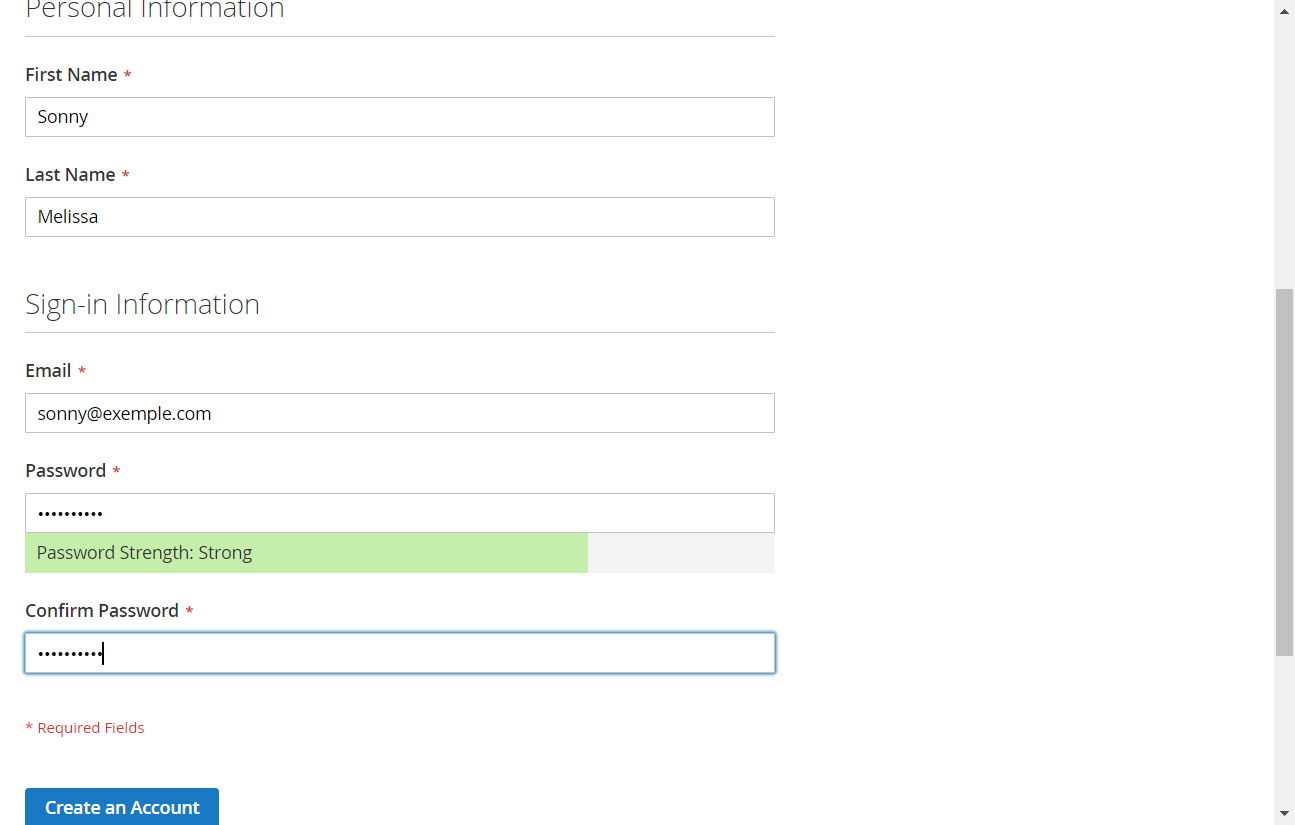 Personal Information
First Name *
Sonny
Last Name *
Melissa
Sign-in Information
Email *
sonny@exemple.com
Password *
••••••••••
Password Strength: Strong
Confirm Password *
••••••••••
* Required Fields
Create an Account